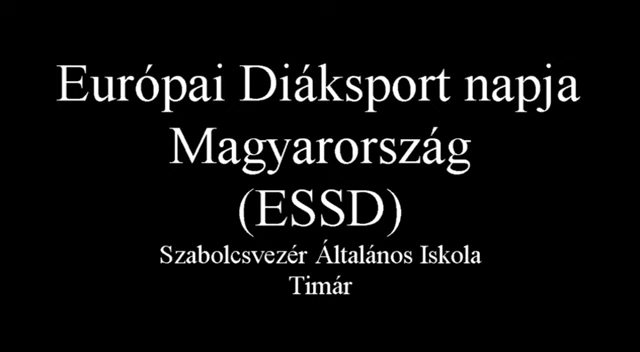 Európai Diáksport napja
Magyarország
(ESSD)
Szabolcsvezér Általános Iskola
Timár